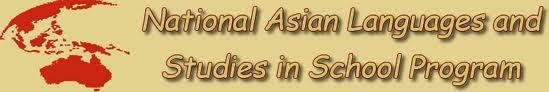 National Asian Languages and
Studies in School Program